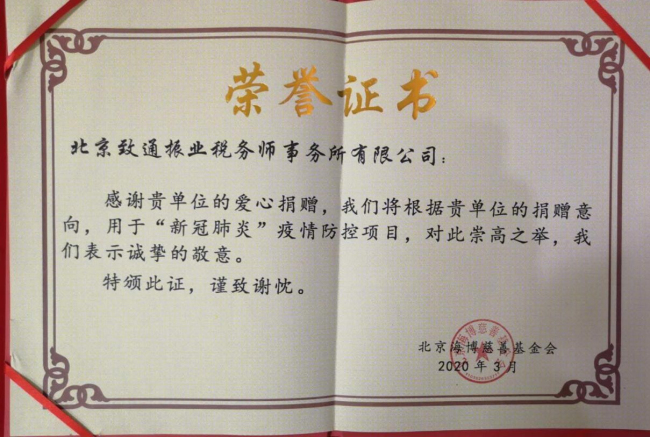 荣誉证书
北京致通振业税务师事务所有限公司：
感谢贵单位的爱心捐赠，我们将根据贵单位的捐赠意
向，用于“新冠肺炎”疫情防控项目，对此崇高之举，我
们表示诚挚的敬意。
特颁此证，谨致谢忱。
北京海博慈善基金会
2020年3月